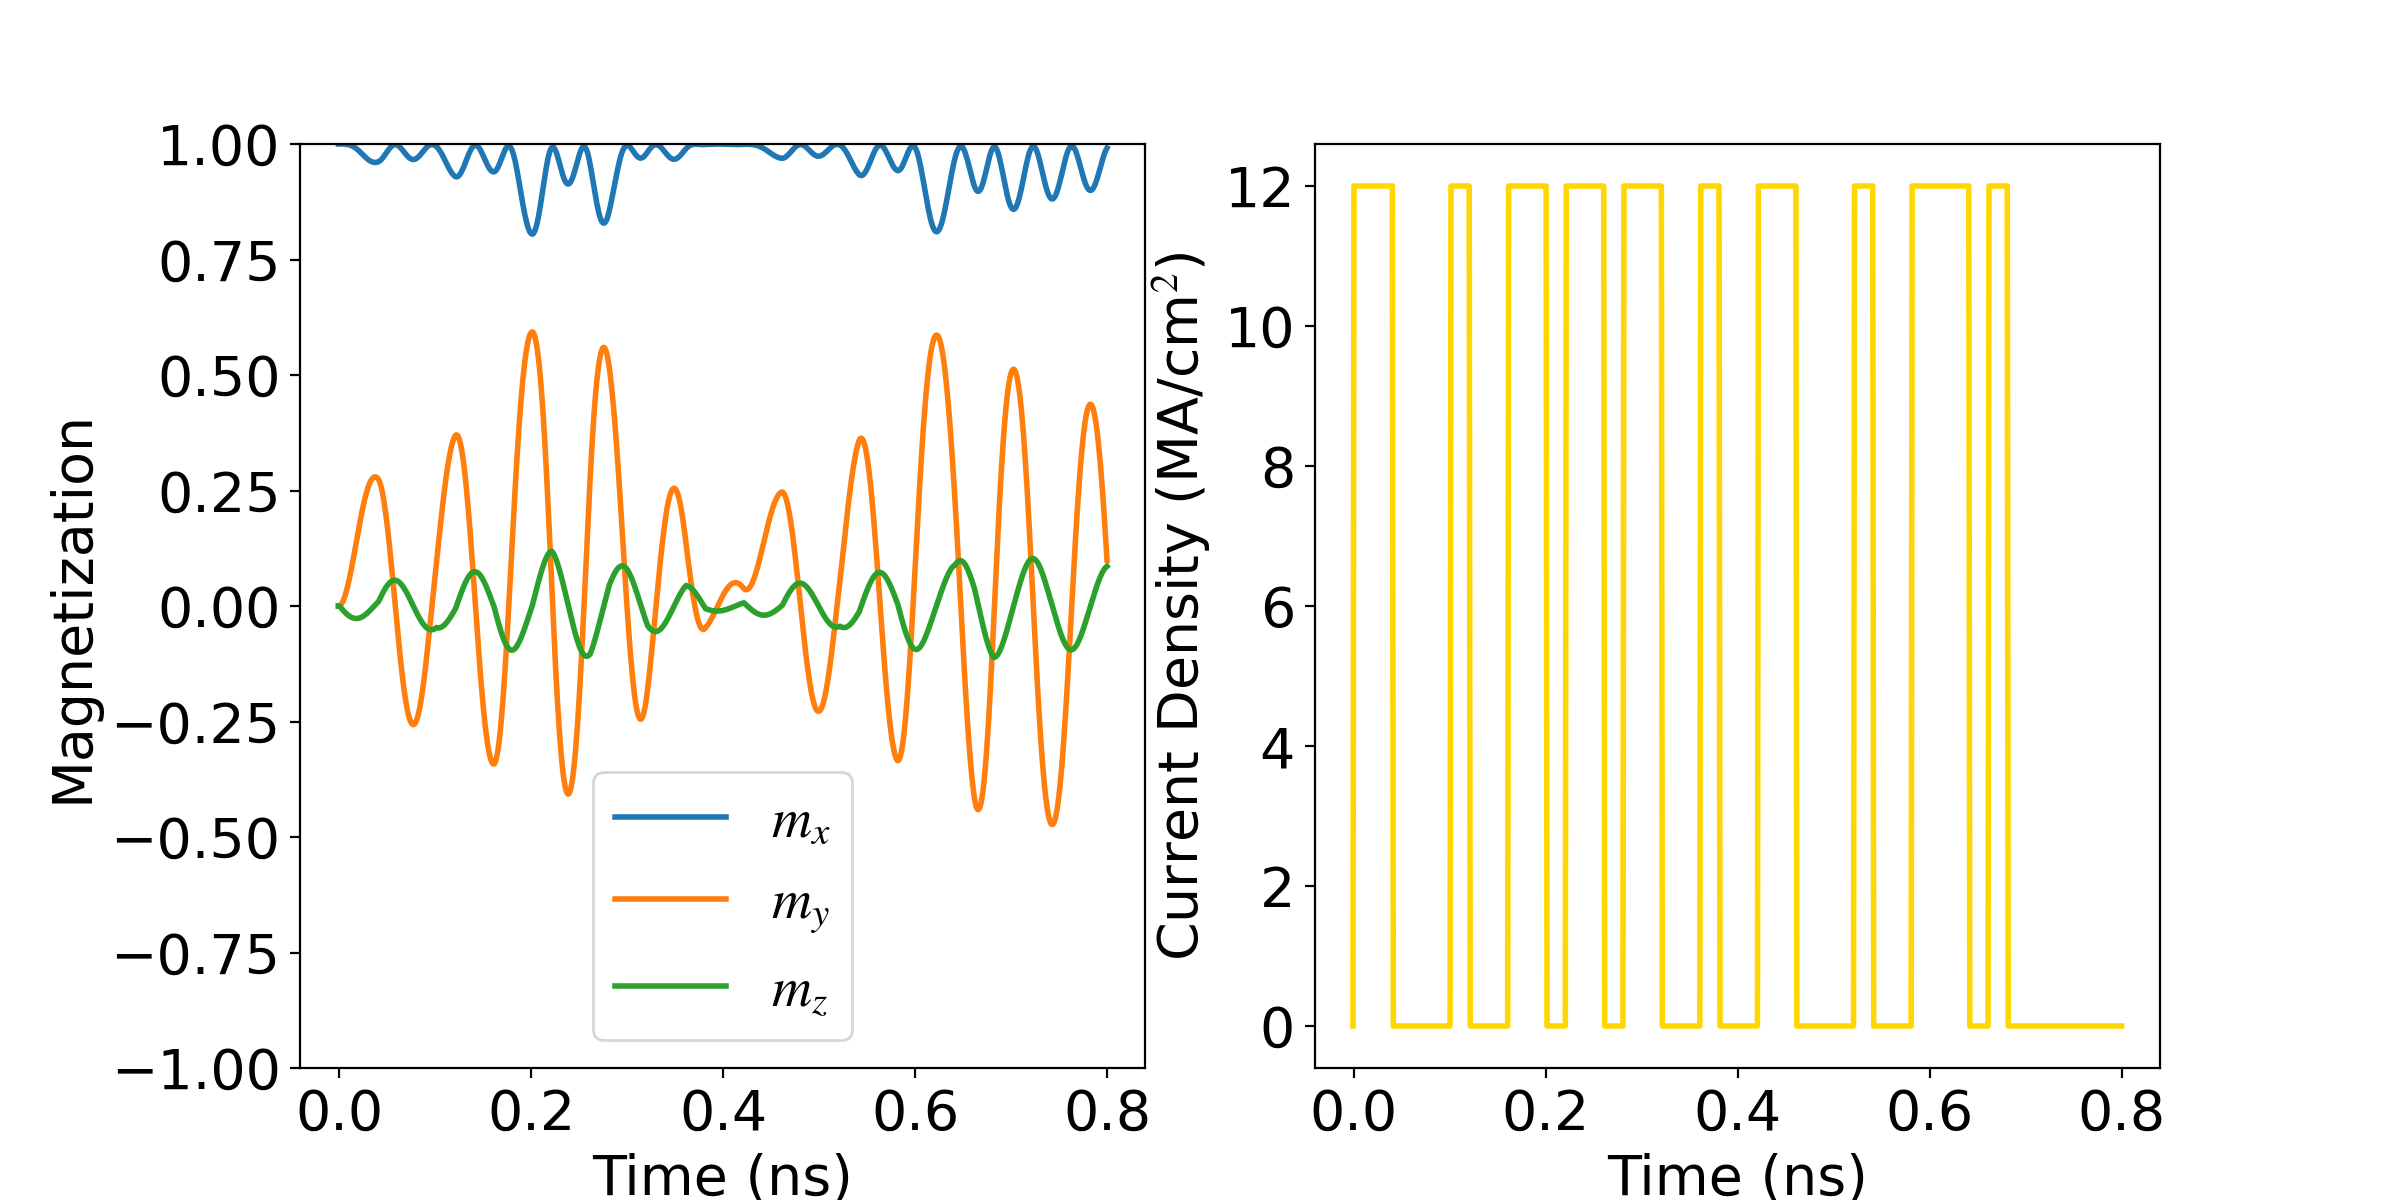 1.00
0.75
0.50
0.25
0.00
−0.25
−0.50
−0.75
−1.00
Magnetization
0.0 0.2 0.4 0.6 0.8
Time (ns)
m_x
m_y
m_z
Current Density (MA/cm²)
12
10
8
6
4
2
0
0.0 0.2 0.4 0.6 0.8
Time (ns)